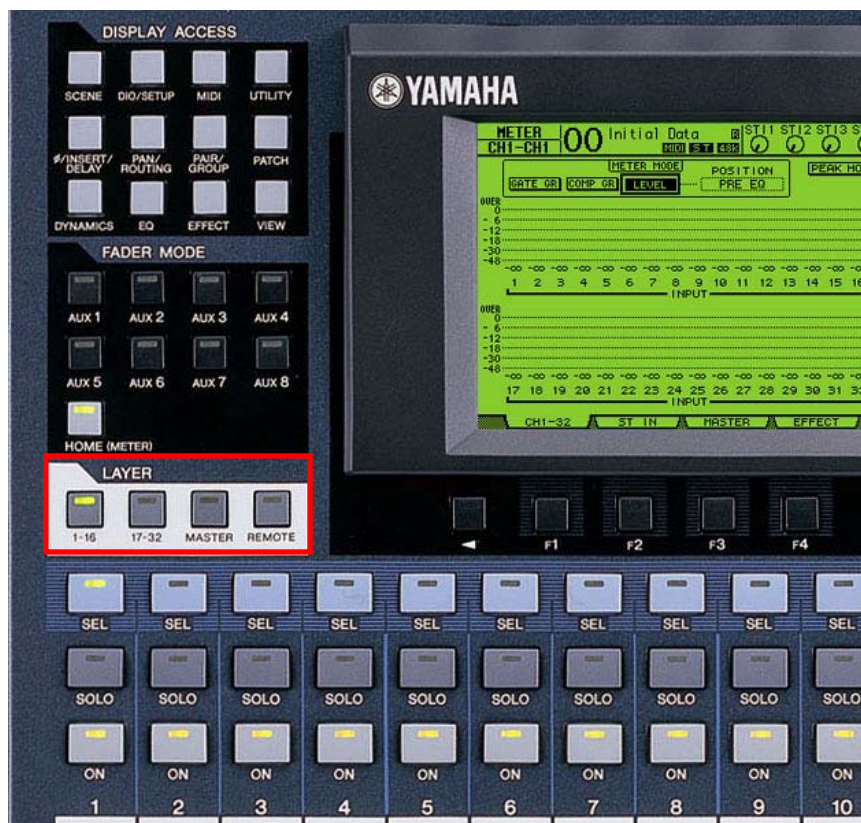 DISPLAY ACCESS
SCENE DIO/SETUP MIDI UTILITY
ø/INSERT/ DELAY PAN/ ROUTING PAIR/ GROUP PATCH
DYNAMICS EQ EFFECT VIEW
FADER MODE
AUX 1 AUX 2 AUX 3 AUX 4
AUX 5 AUX 6 AUX 7 AUX 8
HOME (METER)
LAYER
1-16 17-32 MASTER REMOTE
YAMAHA
METER 00 Initial Data R ST11 ST12 ST13
CH1-CH1 MIDI ST 48K
METER MODE POSITION PEAK
GATE GR COMP GR LEVEL PRE EQ
OVER
0
-6
-12
-18
-30
-48
-∞ -∞ -∞ -∞ -∞ -∞ -∞ -∞ -∞ -∞ -∞ -∞ -∞ -∞ -∞
1 2 3 4 5 6 7 8 9 10 11 12 13 14 15 16
INPUT
OVER
0
-6
-12
-18
-30
-48
-∞ -∞ -∞ -∞ -∞ -∞ -∞ -∞ -∞ -∞ -∞ -∞ -∞ -∞ -∞
17 18 19 20 21 22 23 24 25 26 27 28 29 30 31
INPUT
CH1-32 ST IN MASTER EFFECT
◄ F1 F2 F3 F4
SEL SEL SEL SEL SEL SEL SEL SEL SEL SEL
SOLO SOLO SOLO SOLO SOLO SOLO SOLO SOLO SOLO SOLO
ON ON ON ON ON ON ON ON ON ON
1 2 3 4 5 6 7 8 9 10